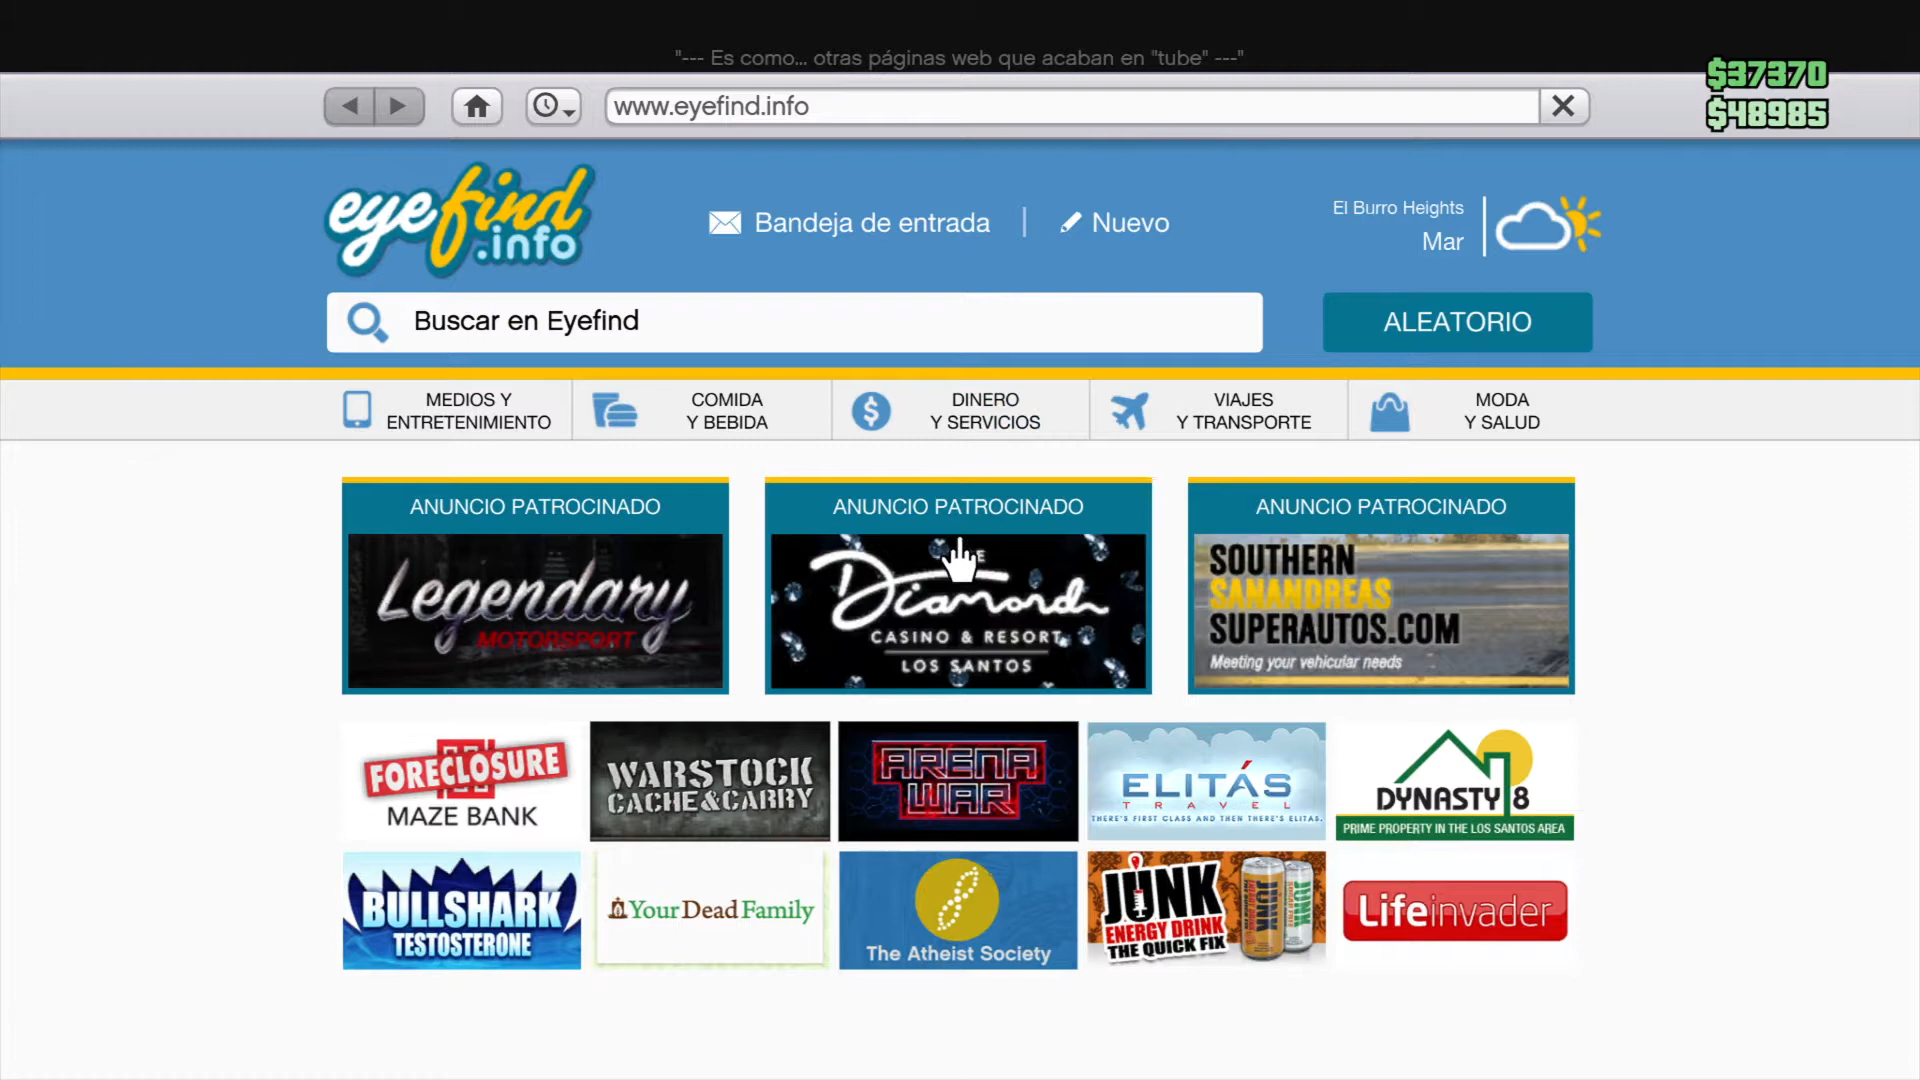 "--- Es como... otras páginas web que acaban en "tube" ---"
$37370
www.eyefind.info
$48985
eyefind
.info
Bandeja de entrada
Nuevo
El Burro Heights
Mar
Buscar en Eyefind
ALEATORIO
MEDIOS Y
ENTRETENIMIENTO
COMIDA
Y BEBIDA
DINERO
Y SERVICIOS
VIAJES
Y TRANSPORTE
MODA
Y SALUD
ANUNCIO PATROCINADO
Legendary
MOTORSPORT
ANUNCIO PATROCINADO
Diamond
CASINO & RESORT
LOS SANTOS
ANUNCIO PATROCINADO
SOUTHERN
SANANDREAS
SUPERAUTOS.COM
Meeting your vehicular needs
FORECLOSURE
MAZE BANK
WARSTOCK
CACHE&CARRY
ARENA
WAR
ELITÁS
TRAVEL
THERE'S FIRST CLASS AND THEN THERE'S ELITAS.
DYNASTY 8
PRIME PROPERTY IN THE LOS SANTOS AREA
BULLSHARK
TESTOSTERONE
YourDeadFamily
The Atheist Society
JUNK
ENERGY DRINK
THE QUICK FIX
JUNK
JUNK
Lifeinvader